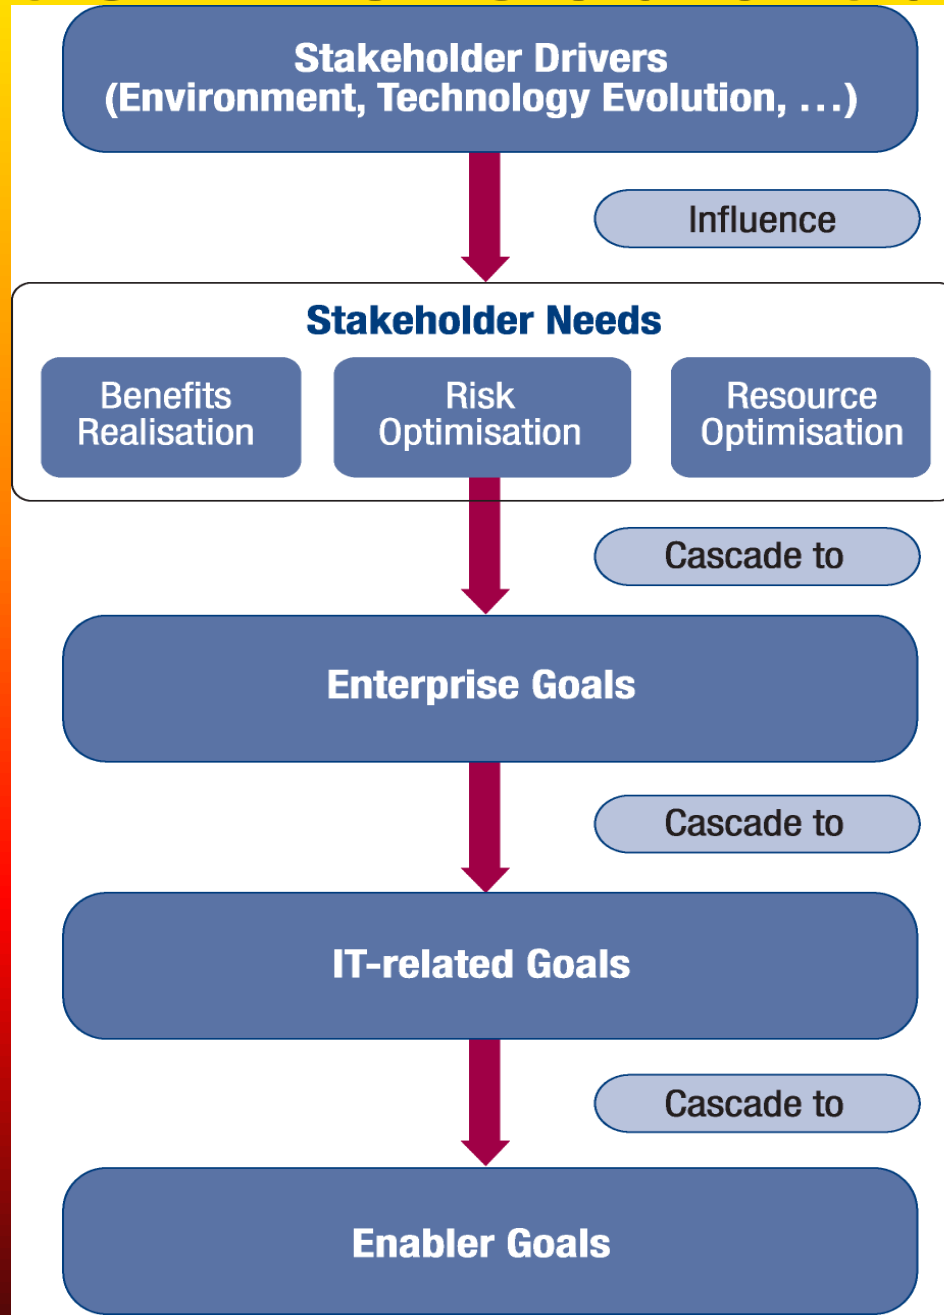 Stakeholder Drivers
(Environment, Technology Evolution, …)
Influence
Stakeholder Needs
Benefits
Realisation
Risk
Optimisation
Resource
Optimisation
Cascade to
Enterprise Goals
Cascade to
IT-related Goals
Cascade to
Enabler Goals